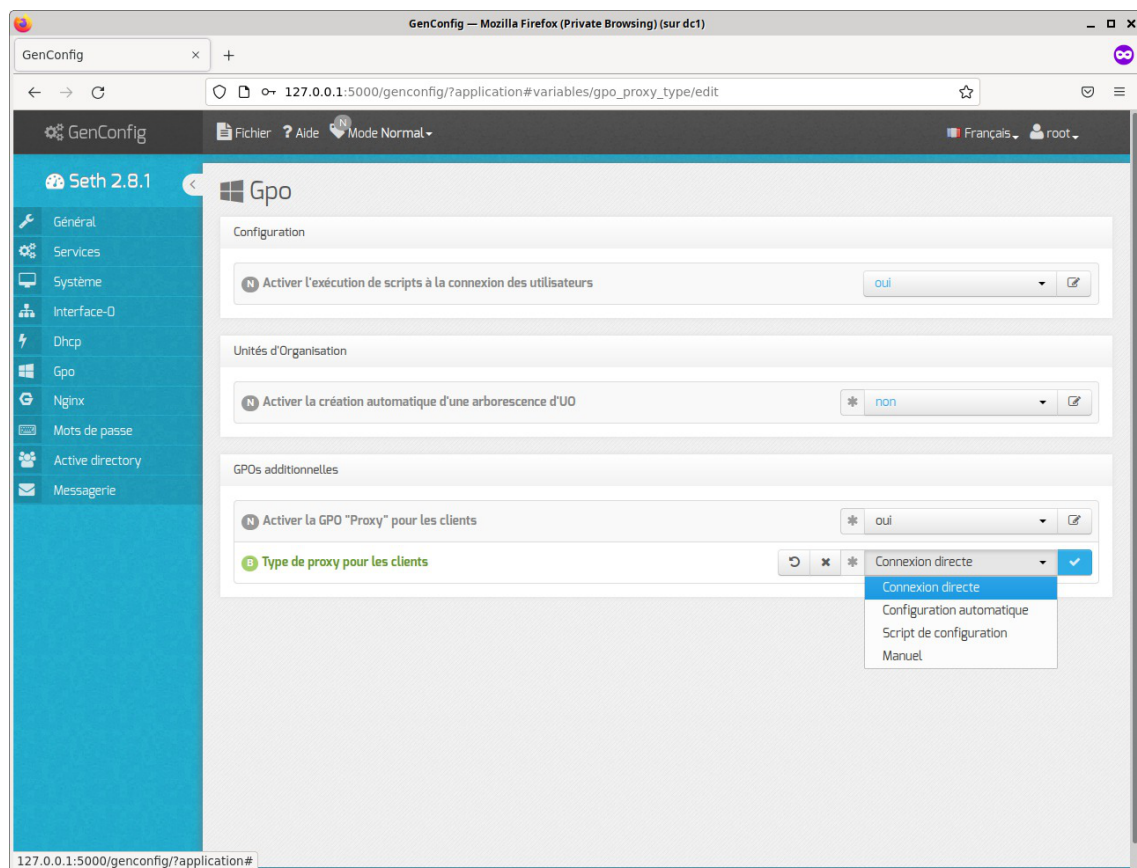 GenConfig — Mozilla Firefox (Private Browsing) (sur dc1)
GenConfig
127.0.0.1:5000/genconfig/?application#variables/gpo_proxy_type/edit
GenConfig
Fichier ? Aide N Mode Normal
Français
root
Seth 2.8.1
Général
Services
Système
Interface-0
Dhcp
Gpo
Nginx
Mots de passe
Active directory
Messagerie
Gpo
Configuration
N Activer l'exécution de scripts à la connexion des utilisateurs
oui
Unités d'Organisation
N Activer la création automatique d'une arborescence d'UO
non
GPOs additionnelles
N Activer la GPO "Proxy" pour les clients
oui
B Type de proxy pour les clients
Connexion directe
Connexion directe
Configuration automatique
Script de configuration
Manuel
127.0.0.1:5000/genconfig/?application#